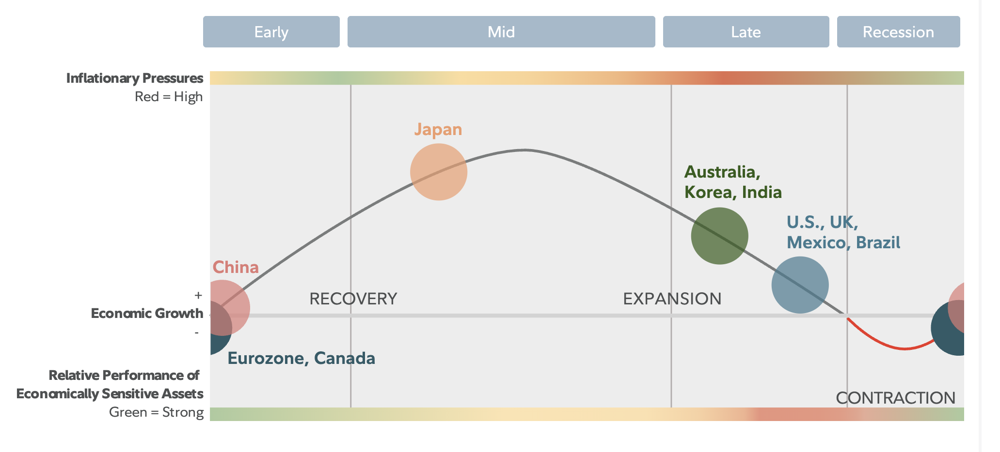 Early
Mid
Late
Recession
Inflationary Pressures
Red = High
Japan
Australia,
Korea, India
U.S., UK,
Mexico, Brazil
China
+
Economic Growth
-
RECOVERY
EXPANSION
Eurozone, Canada
Relative Performance of
Economically Sensitive Assets
Green = Strong
CONTRACTION